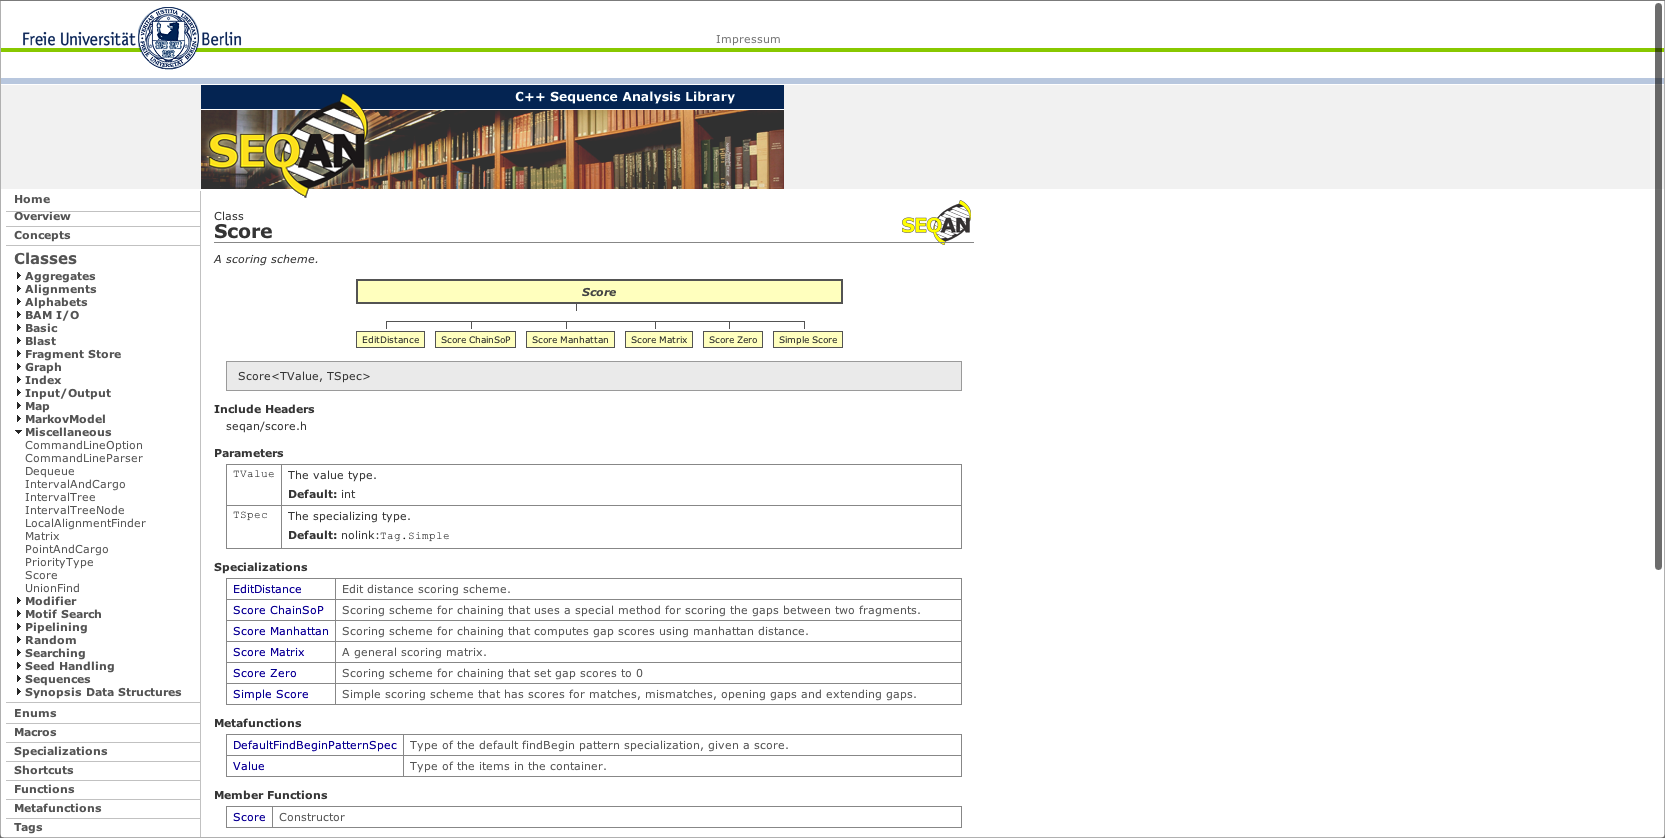 Freie Universität Berlin
Impressum
C++ Sequence Analysis Library
SEQAN
Home
Overview
Concepts
Classes
Aggregates
Alignments
Alphabets
BAM I/O
Basic
Blast
Fragment Store
Graph
Index
Input/Output
Map
MarkovModel
Miscellaneous
CommandLineOption
CommandLineParser
Dequeue
IntervalAndCargo
IntervalTree
IntervalTreeNode
LocalAlignmentFinder
Matrix
PointAndCargo
PriorityType
Score
UnionFind
Modifier
Motif Search
Pipelining
Random
Searching
Seed Handling
Sequences
Synopsis Data Structures
Enums
Macros
Specializations
Shortcuts
Functions
Metafunctions
Tags
Class
Score
SEQAN
A scoring scheme.
Score
EditDistance Score ChainSoP Score Manhattan Score Matrix Score Zero Simple Score
Score<TValue, TSpec>
Include Headers
seqan/score.h
Parameters
TValue The value type.
Default: int
TSpec The specializing type.
Default: nolink:Tag.Simple
Specializations
EditDistance Edit distance scoring scheme.
Score ChainSoP Scoring scheme for chaining that uses a special method for scoring the gaps between two fragments.
Score Manhattan Scoring scheme for chaining that computes gap scores using manhattan distance.
Score Matrix A general scoring matrix.
Score Zero Scoring scheme for chaining that set gap scores to 0
Simple Score Simple scoring scheme that has scores for matches, mismatches, opening gaps and extending gaps.
Metafunctions
DefaultFindBeginPatternSpec Type of the default findBegin pattern specialization, given a score.
Value Type of the items in the container.
Member Functions
Score Constructor